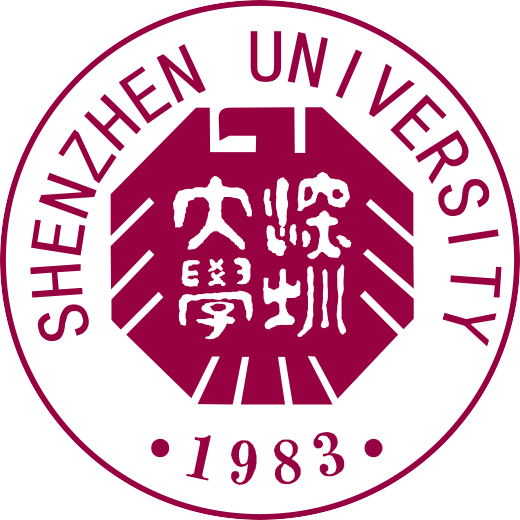 SHENZHEN UNIVERSITY
深圳
大學
·1983·